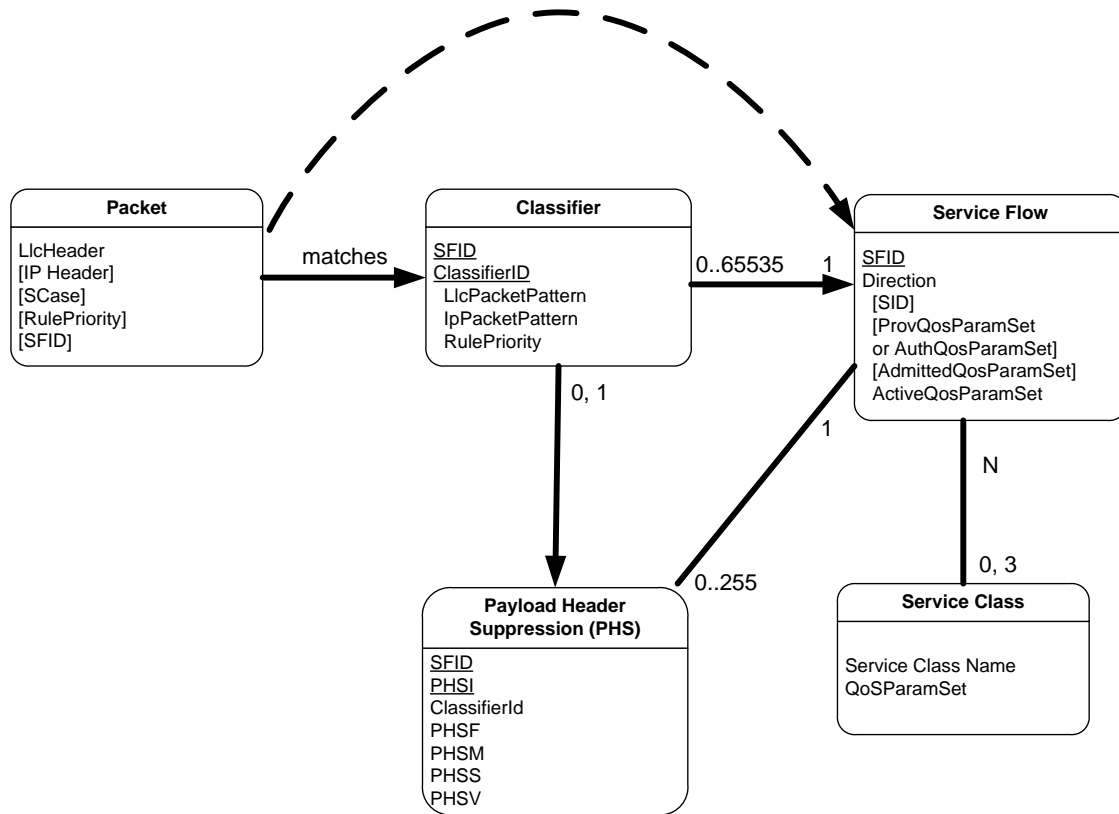 Packet
LlcHeader
[IP Header]
[SCase]
[RulePriority]
[SFID]
matches
Classifier
SFID
ClassifierID
LlcPacketPattern
IpPacketPattern
RulePriority
0..65535
1
Service Flow
SFID
Direction
[SID]
[ProvQosParamSet
or AuthQosParamSet]
[AdmittedQosParamSet]
ActiveQosParamSet
0, 1
1
N
0..255
0, 3
Payload Header
Suppression (PHS)
SFID
PHSI
ClassifierId
PHSF
PHSM
PHSS
PHSV
Service Class
Service Class Name
QoSParamSet